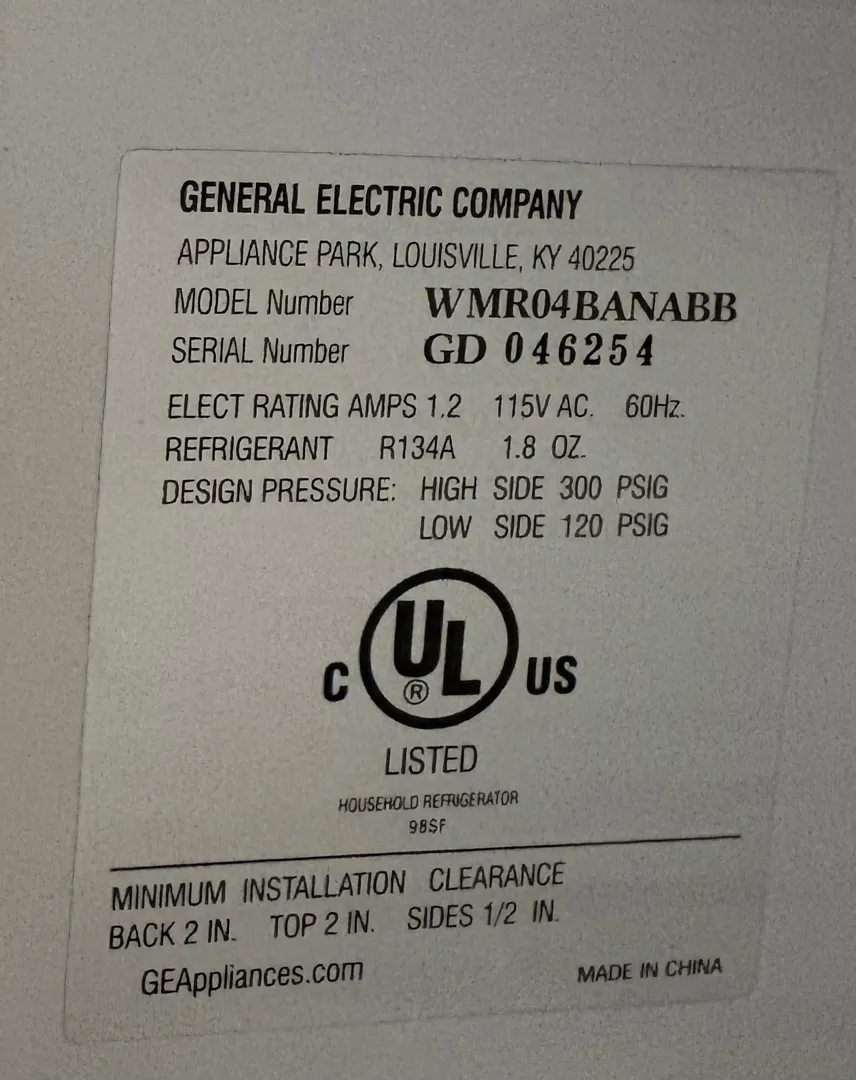 GENERAL ELECTRIC COMPANY
APPLIANCE PARK, LOUISVILLE, KY 40225
MODEL Number WMR04BANABB
SERIAL Number GD 046254
ELECT RATING AMPS 1.2 115V AC. 60Hz.
REFRIGERANT R134A 1.8 OZ.
DESIGN PRESSURE: HIGH SIDE 300 PSIG
LOW SIDE 120 PSIG
C UL ® US
LISTED
HOUSEHOLD REFRIGERATOR
98SF
MINIMUM INSTALLATION CLEARANCE
BACK 2 IN. TOP 2 IN. SIDES 1/2 IN.
GEAppliances.com MADE IN CHINA